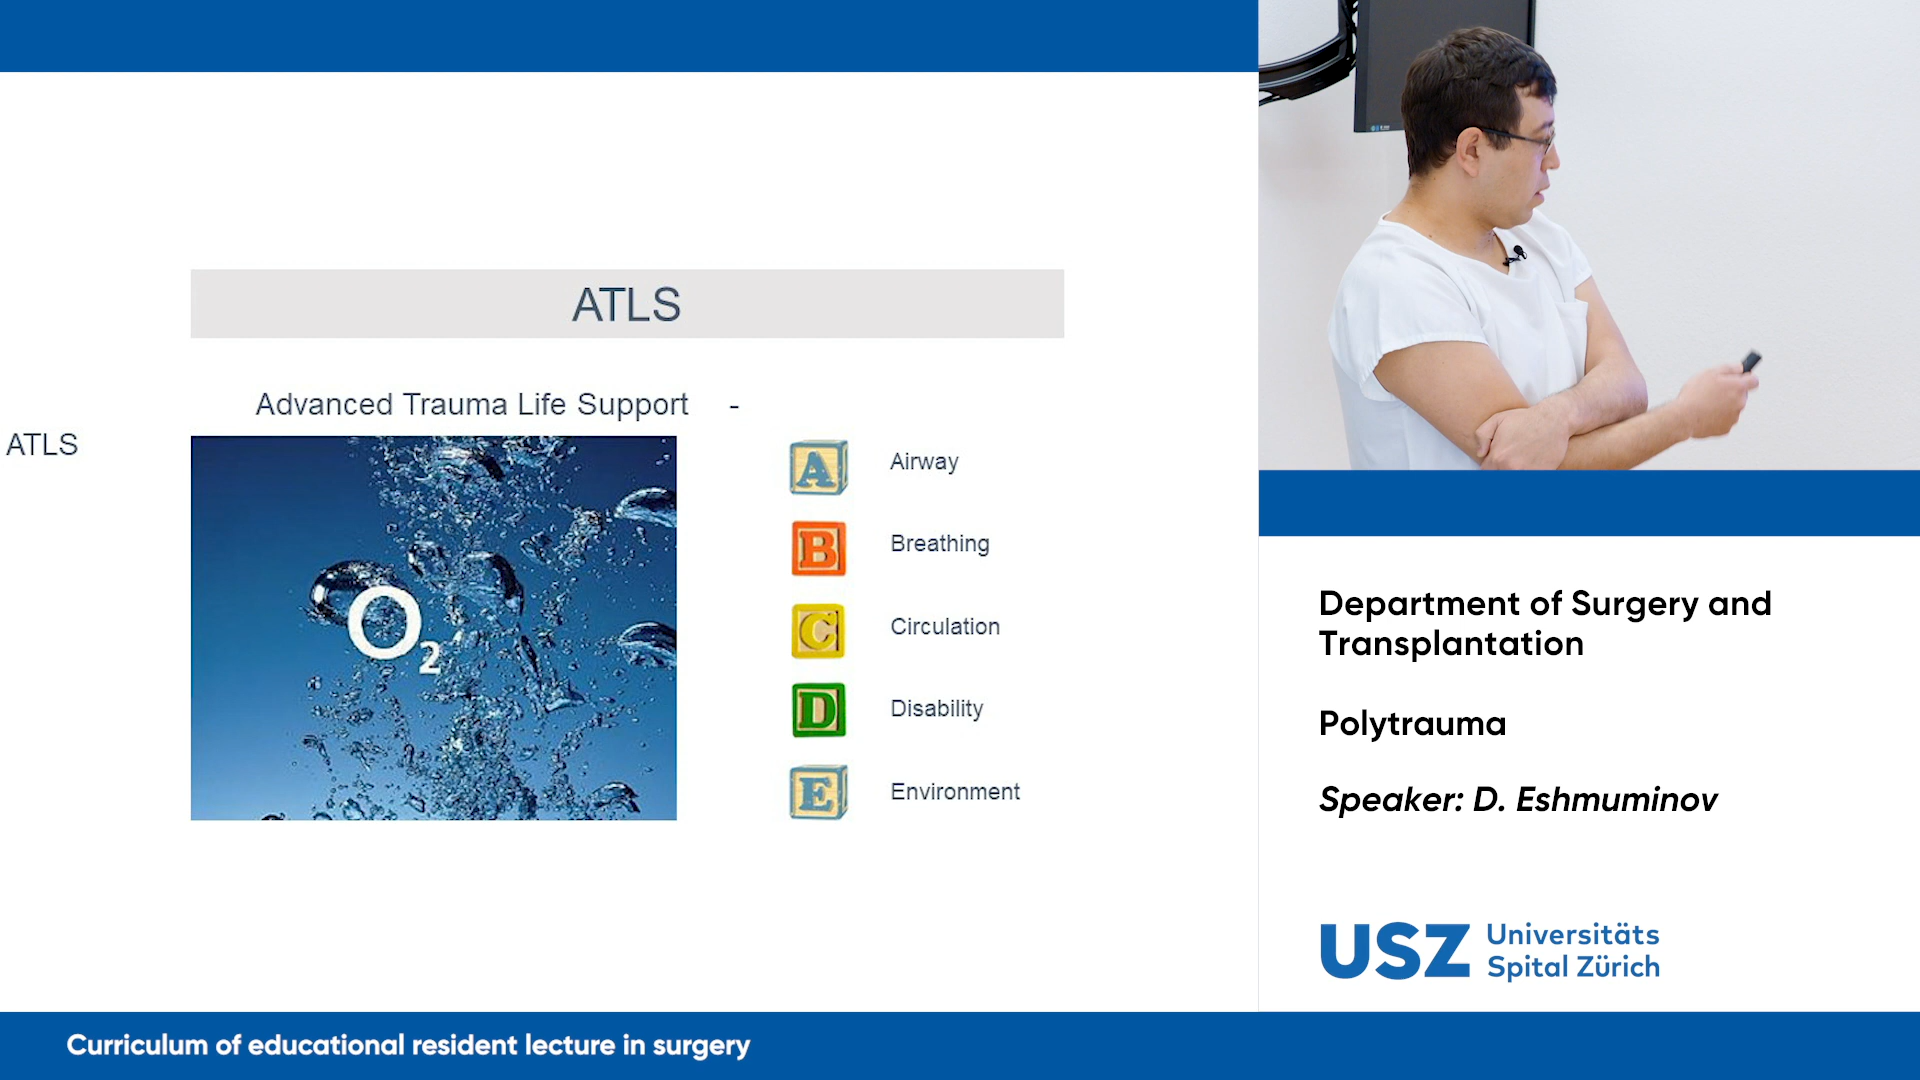 ATLS
Advanced Trauma Life Support -
ATLS
O2
A Airway
B Breathing
C Circulation
D Disability
E Environment
Department of Surgery and
Transplantation
Polytrauma
Speaker: D. Eshmuminov
USZ Universitäts
Spital Zürich
Curriculum of educational resident lecture in surgery